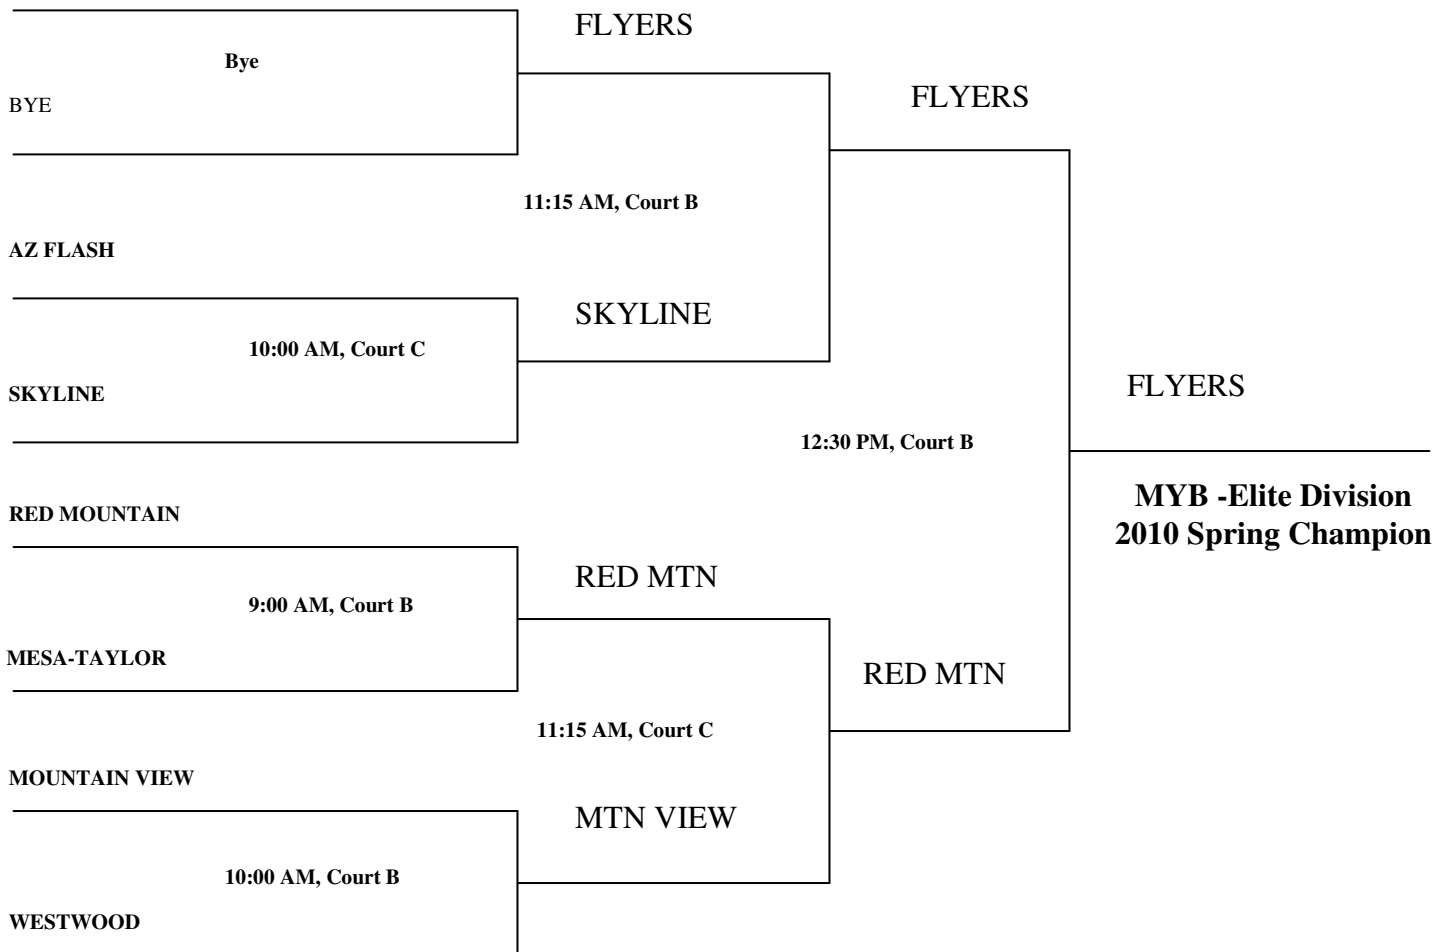 FLYERS
Bye
BYE
FLYERS
11:15 AM, Court B
AZ FLASH
SKYLINE
10:00 AM, Court C
SKYLINE
FLYERS
12:30 PM, Court B
MYB -Elite Division
2010 Spring Champion
RED MOUNTAIN
RED MTN
9:00 AM, Court B
MESA-TAYLOR
RED MTN
11:15 AM, Court C
MOUNTAIN VIEW
MTN VIEW
10:00 AM, Court B
WESTWOOD